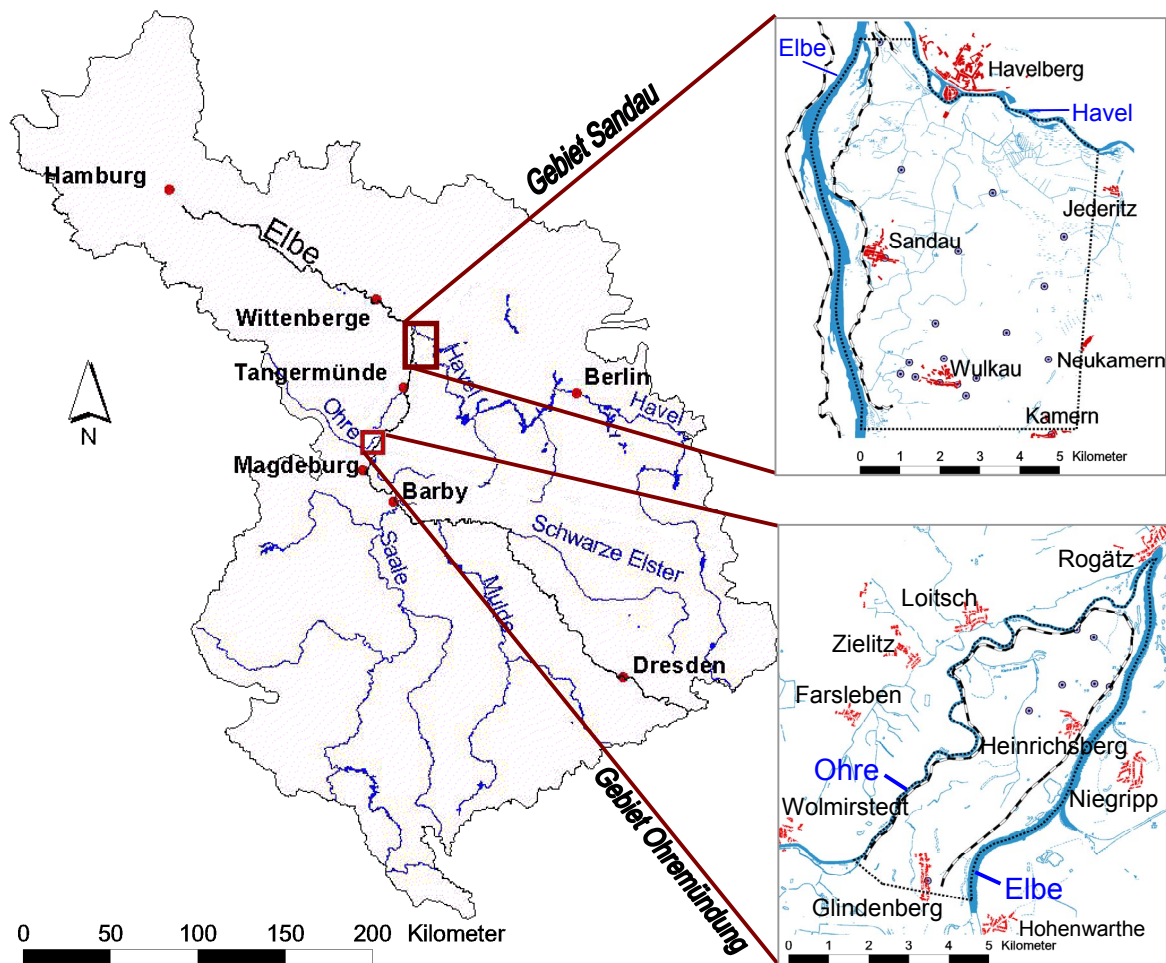 Hamburg
Elbe
Wittenberge
Tangermünde
Havel
Berlin
Havel
Ohre
Magdeburg
Barby
Saale
Mulde
Schwarze Elster
Dresden
N
0 50 100 150 200 Kilometer
Gebiet Sandau
Gebiet Ohremündung
Elbe
Havelberg
Havel
Jederitz
Sandau
Wulkau
Neukamern
Kamern
0 1 2 3 4 5 Kilometer
Rogätz
Loitsch
Zielitz
Farsleben
Heinrichsberg
Ohre
Niegripp
Wolmirstedt
Elbe
Glindenberg
Hohenwarthe
0 1 2 3 4 5 Kilometer